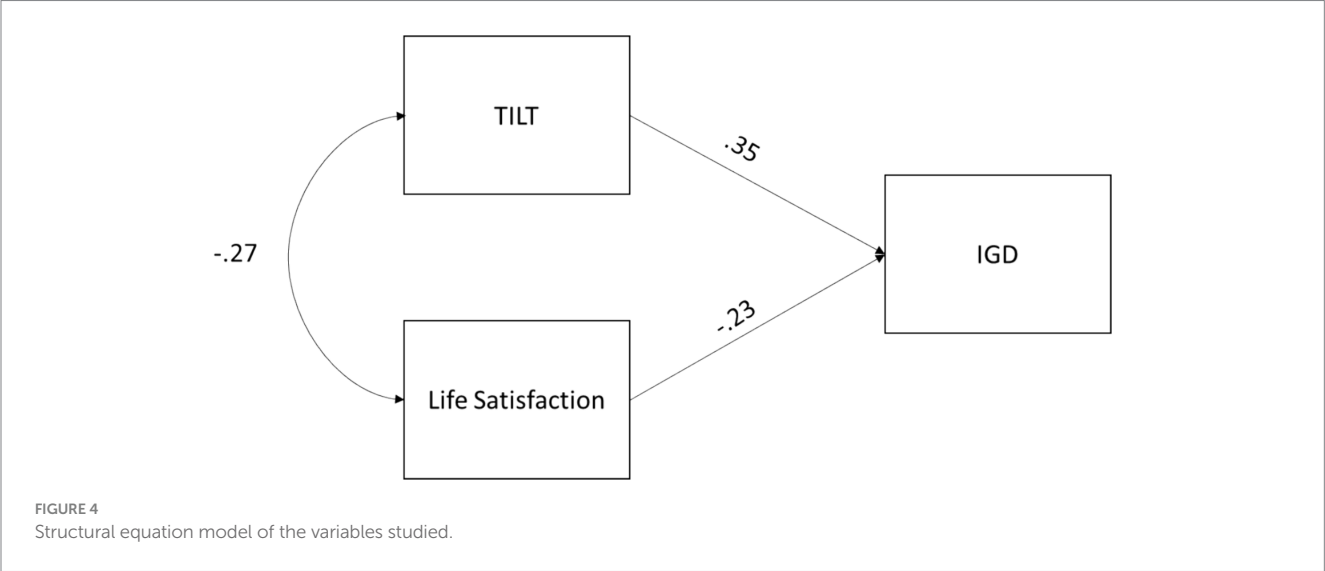 TILT
.35
-.27
IGD
-.23
Life Satisfaction
FIGURE 4
Structural equation model of the variables studied.